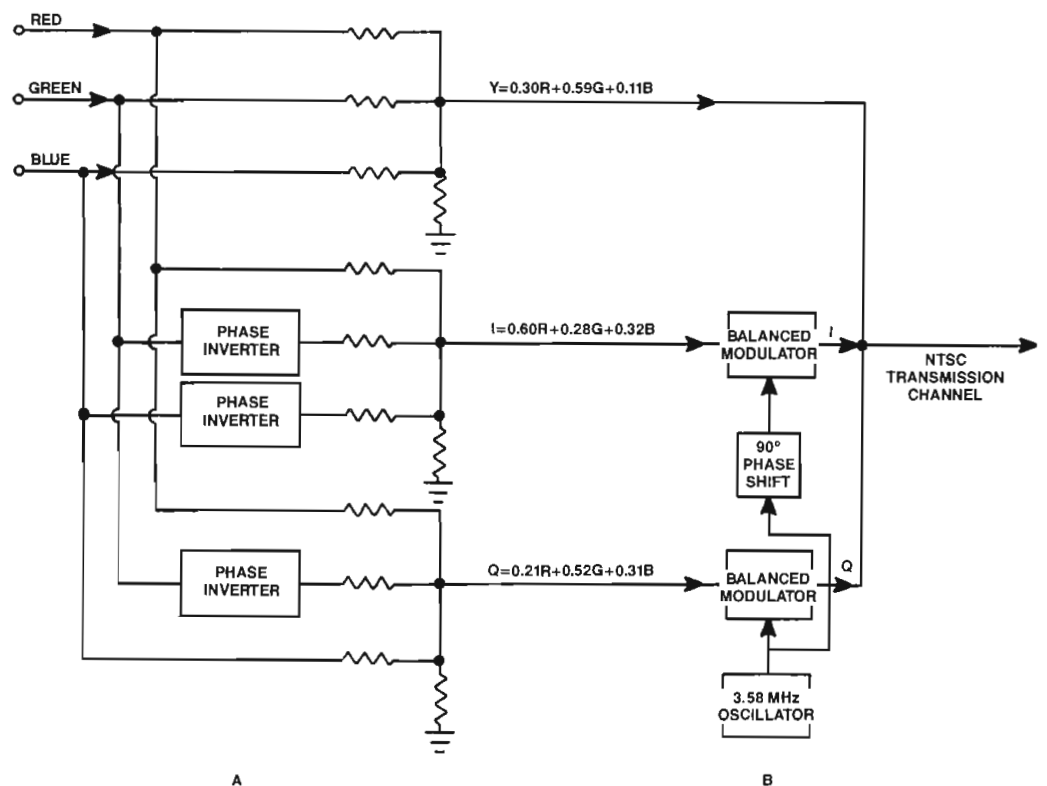 RED
GREEN
Y=0.30R+0.59G+0.11B
BLUE
PHASE
INVERTER
I=0.60R+0.28G+0.32B
BALANCED
MODULATOR
I
NTSC
TRANSMISSION
CHANNEL
PHASE
INVERTER
90°
PHASE
SHIFT
PHASE
INVERTER
Q=0.21R+0.52G+0.31B
BALANCED
MODULATOR
Q
3.58 MHz
OSCILLATOR
A
B